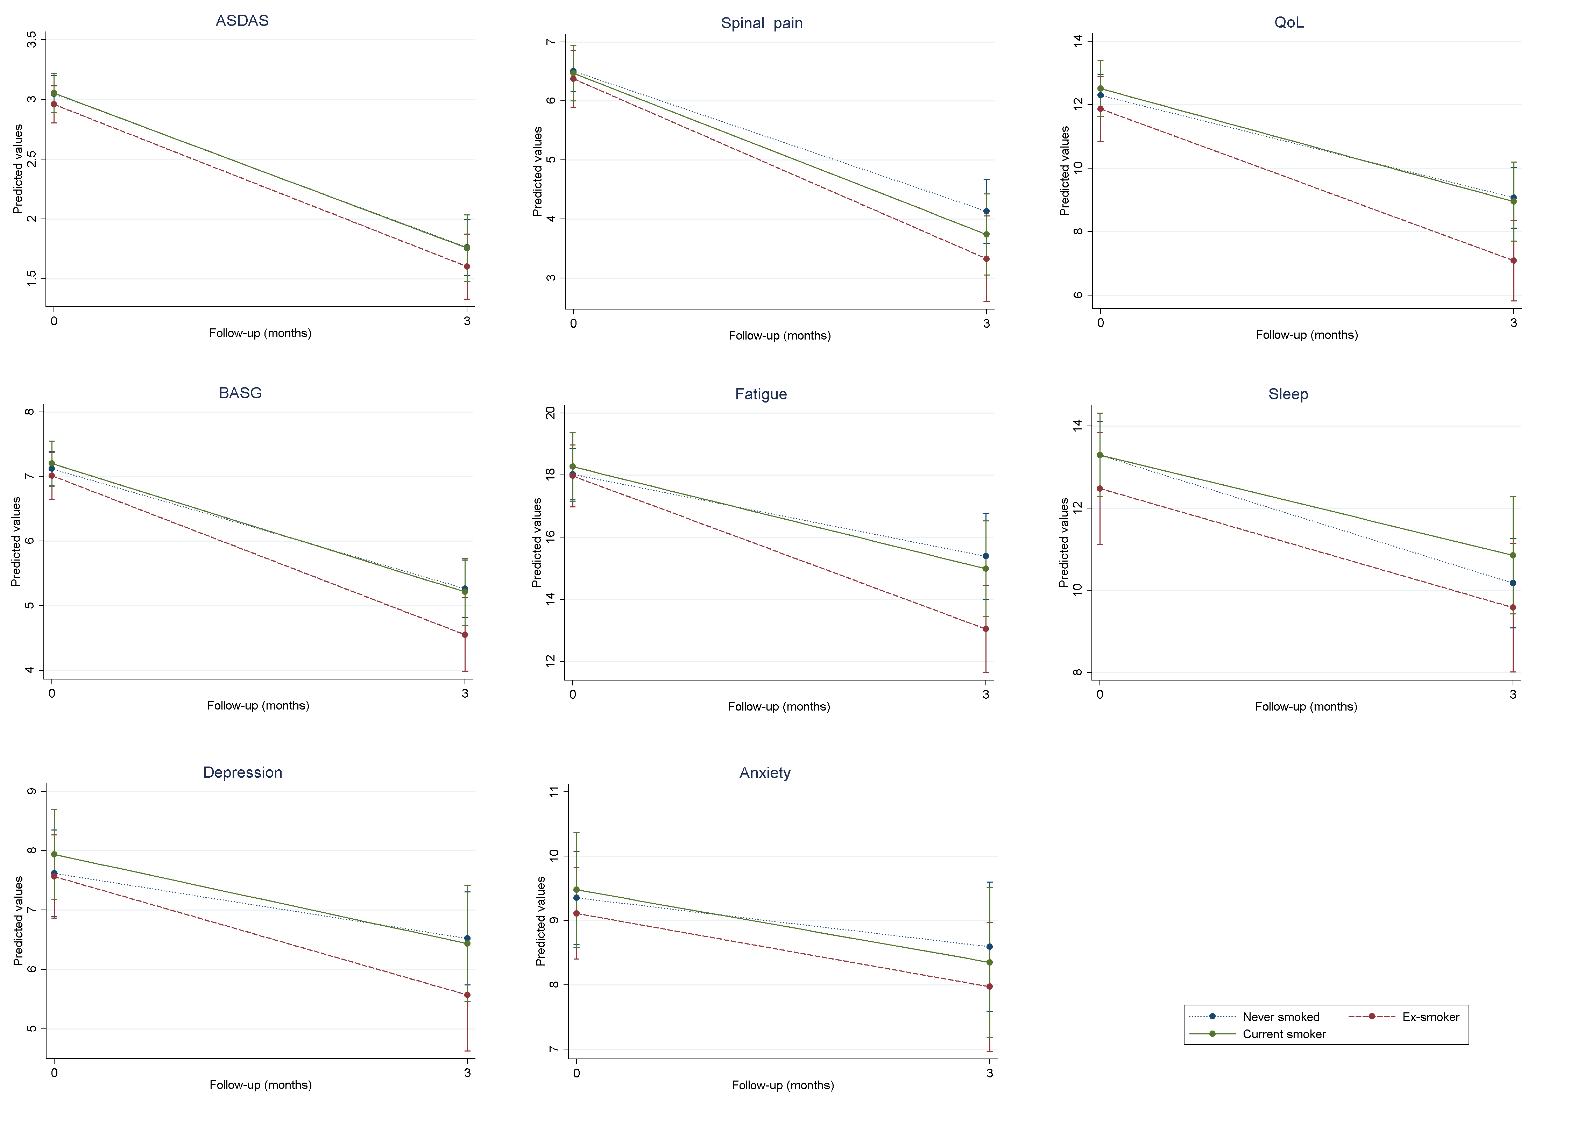 ASDAS
Predicted values
3.5
3
2.5
2
1.5
0
3
Follow-up (months)
Spinal pain
Predicted values
7
6
5
4
3
0
3
Follow-up (months)
QoL
Predicted values
14
12
10
8
6
0
3
Follow-up (months)
BASG
Predicted values
8
7
6
5
4
0
3
Follow-up (months)
Fatigue
Predicted values
20
18
16
14
12
0
3
Follow-up (months)
Sleep
Predicted values
14
12
10
8
0
3
Follow-up (months)
Depression
Predicted values
9
8
7
6
5
0
3
Follow-up (months)
Anxiety
Predicted values
11
10
9
8
7
0
3
Follow-up (months)
Never smoked
Ex-smoker
Current smoker